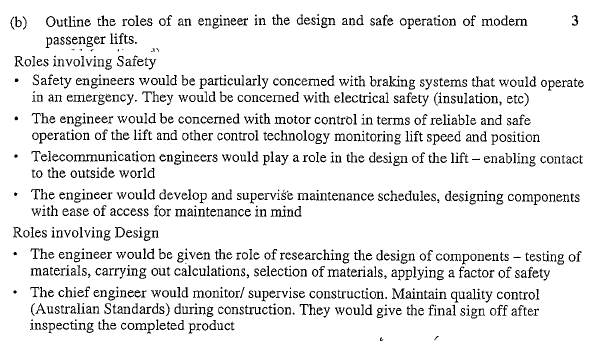 (b) Outline the roles of an engineer in the design and safe operation of modern 3
passenger lifts.
Roles involving Safety
• Safety engineers would be particularly concerned with braking systems that would operate
in an emergency. They would be concerned with electrical safety (insulation, etc)
• The engineer would be concerned with motor control in terms of reliable and safe
operation of the lift and other control technology monitoring lift speed and position
• Telecommunication engineers would play a role in the design of the lift – enabling contact
to the outside world
• The engineer would develop and supervise maintenance schedules, designing components
with ease of access for maintenance in mind
Roles involving Design
• The engineer would be given the role of researching the design of components – testing of
materials, carrying out calculations, selection of materials, applying a factor of safety
• The chief engineer would monitor/ supervise construction. Maintain quality control
(Australian Standards) during construction. They would give the final sign off after
inspecting the completed product